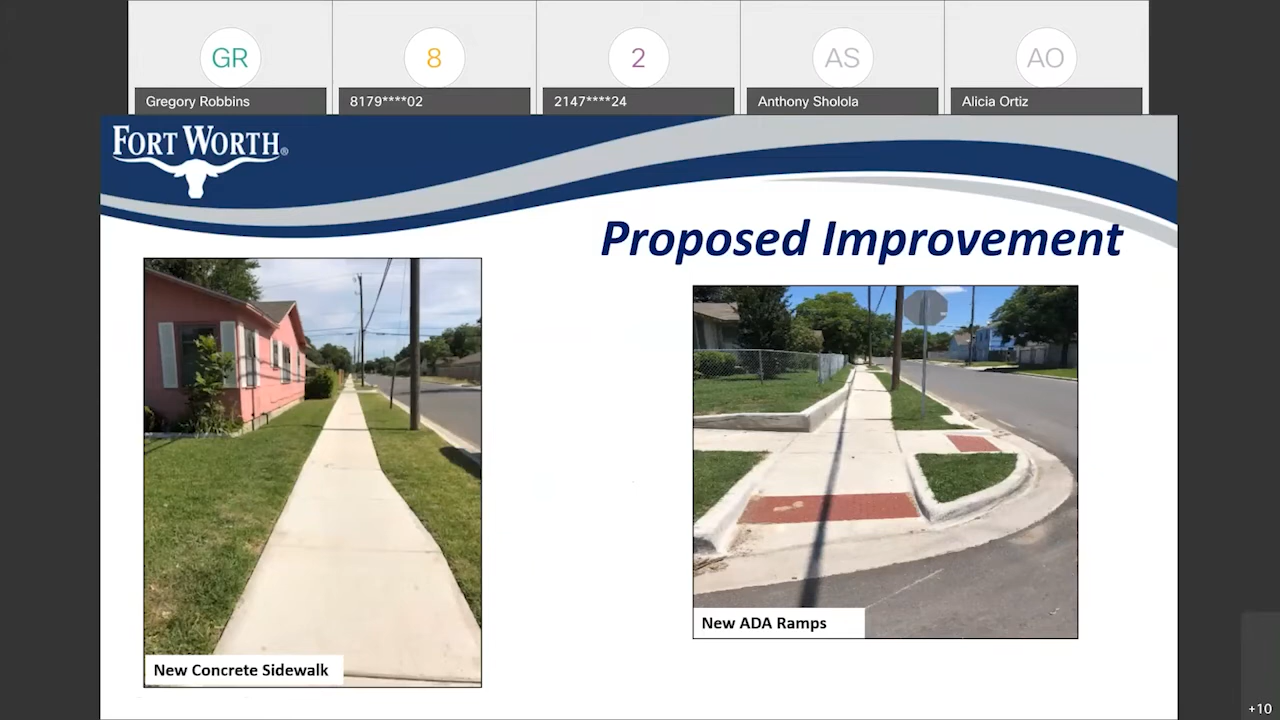 GR
8
2
AS
AO
Gregory Robbins
8179****02
2147****24
Anthony Sholola
Alicia Ortiz
FORT WORTH®
Proposed Improvement
New Concrete Sidewalk
New ADA Ramps
+10